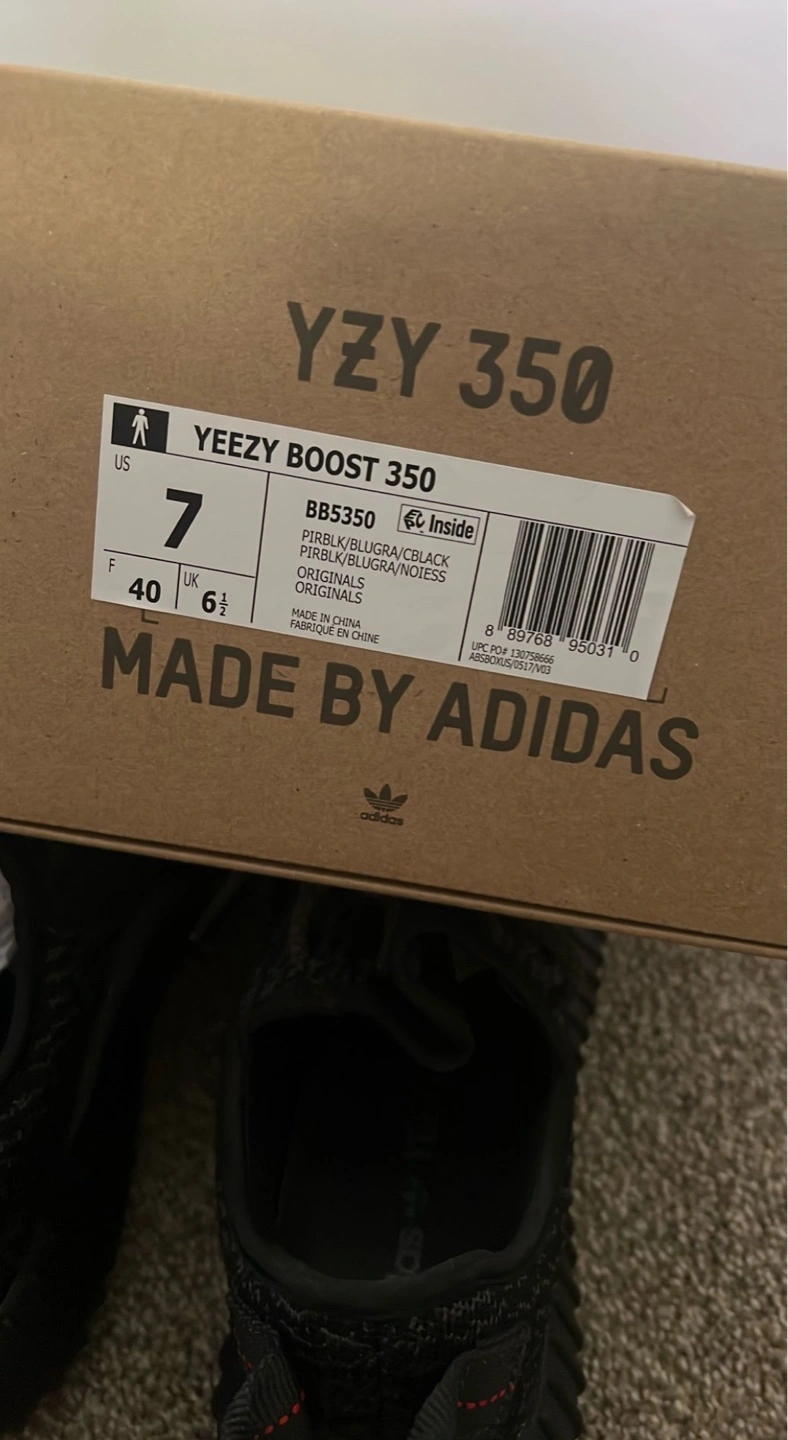 YZY 350
YEEZY BOOST 350
US
7
F
40
UK
6½
BB5350
Inside
PIRBLK/BLUGRA/CBLACK
PIRBLK/BLUGRA/NOIESS
ORIGINALS
ORIGINALS
MADE IN CHINA
FABRIQUÉ EN CHINE
8 89768 95031 0
UPC PO# 130758666
ABSBOXUS/0517/V03
MADE BY ADIDAS
adidas